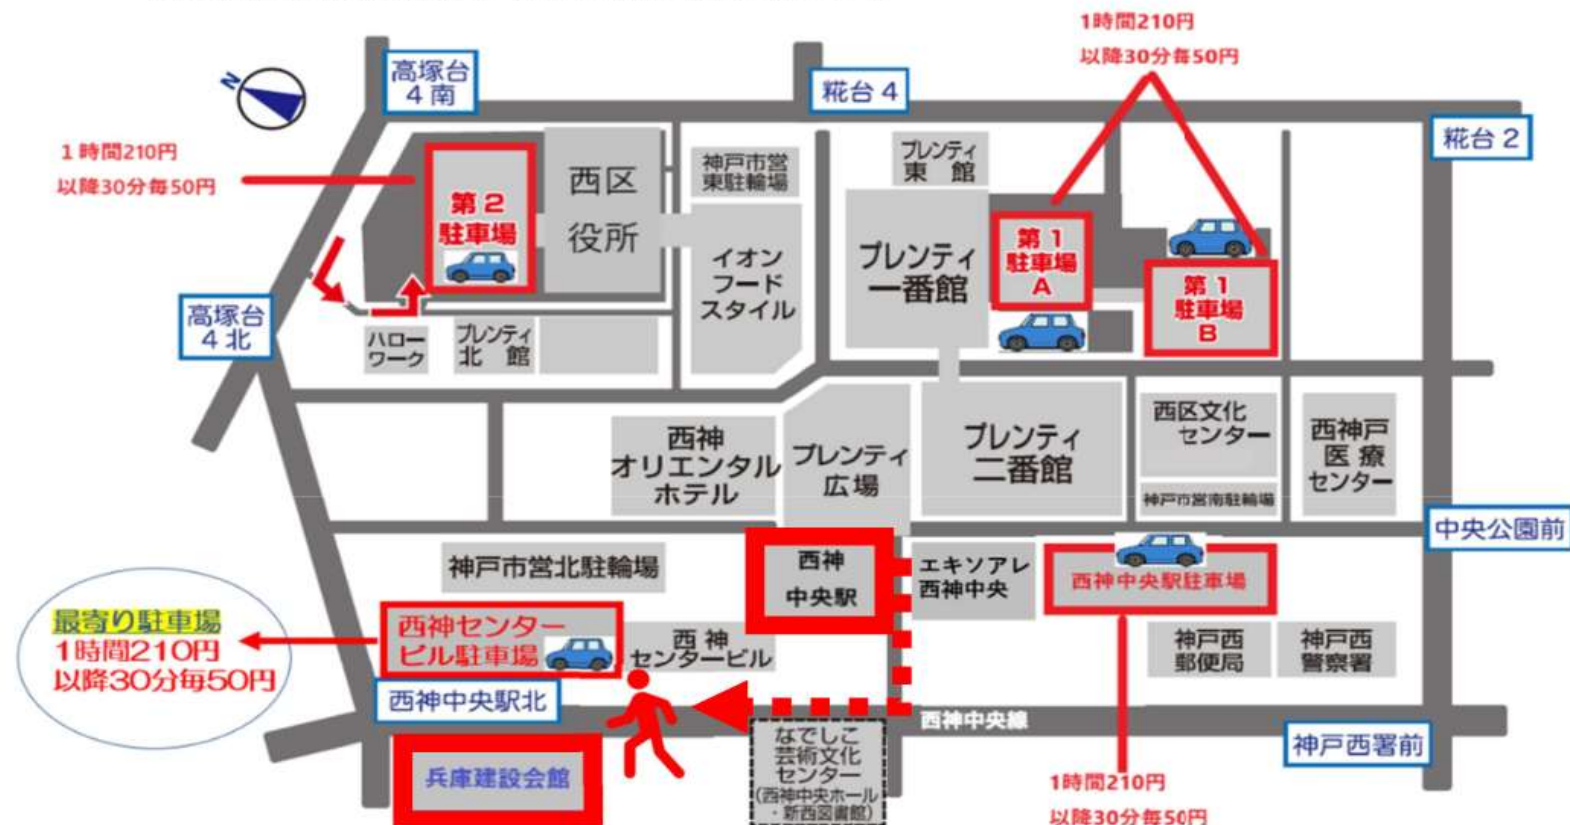 1時間210円
以降30分毎50円
高塚台
4南
糀台4
糀台2
N
1時間210円
以降30分毎50円
第2
駐車場
西区
役所
神戸市営
東駐輪場
プレンティ
東館
イオン
フード
スタイル
プレンティ
一番館
第1
駐車場
A
第1
駐車場
B
高塚台
4北
ハロー
ワーク
プレンティ
北館
西神
オリエンタル
ホテル
プレンティ
広場
プレンティ
二番館
西区文化
センター
神戸市営南駐輪場
西神戸
医療
センター
中央公園前
神戸市営北駐輪場
西神
中央駅
エキソアレ
西神中央
西神中央駅駐車場
最寄り駐車場
1時間210円
以降30分毎50円
西神センター
ビル駐車場
西神
センタービル
神戸西
郵便局
神戸西
警察署
西神中央駅北
西神中央線
神戸西署前
兵庫建設会館
なでしこ
芸術文化
センター
(西神中央ホール
・新西図書館)
1時間210円
以降30分毎50円